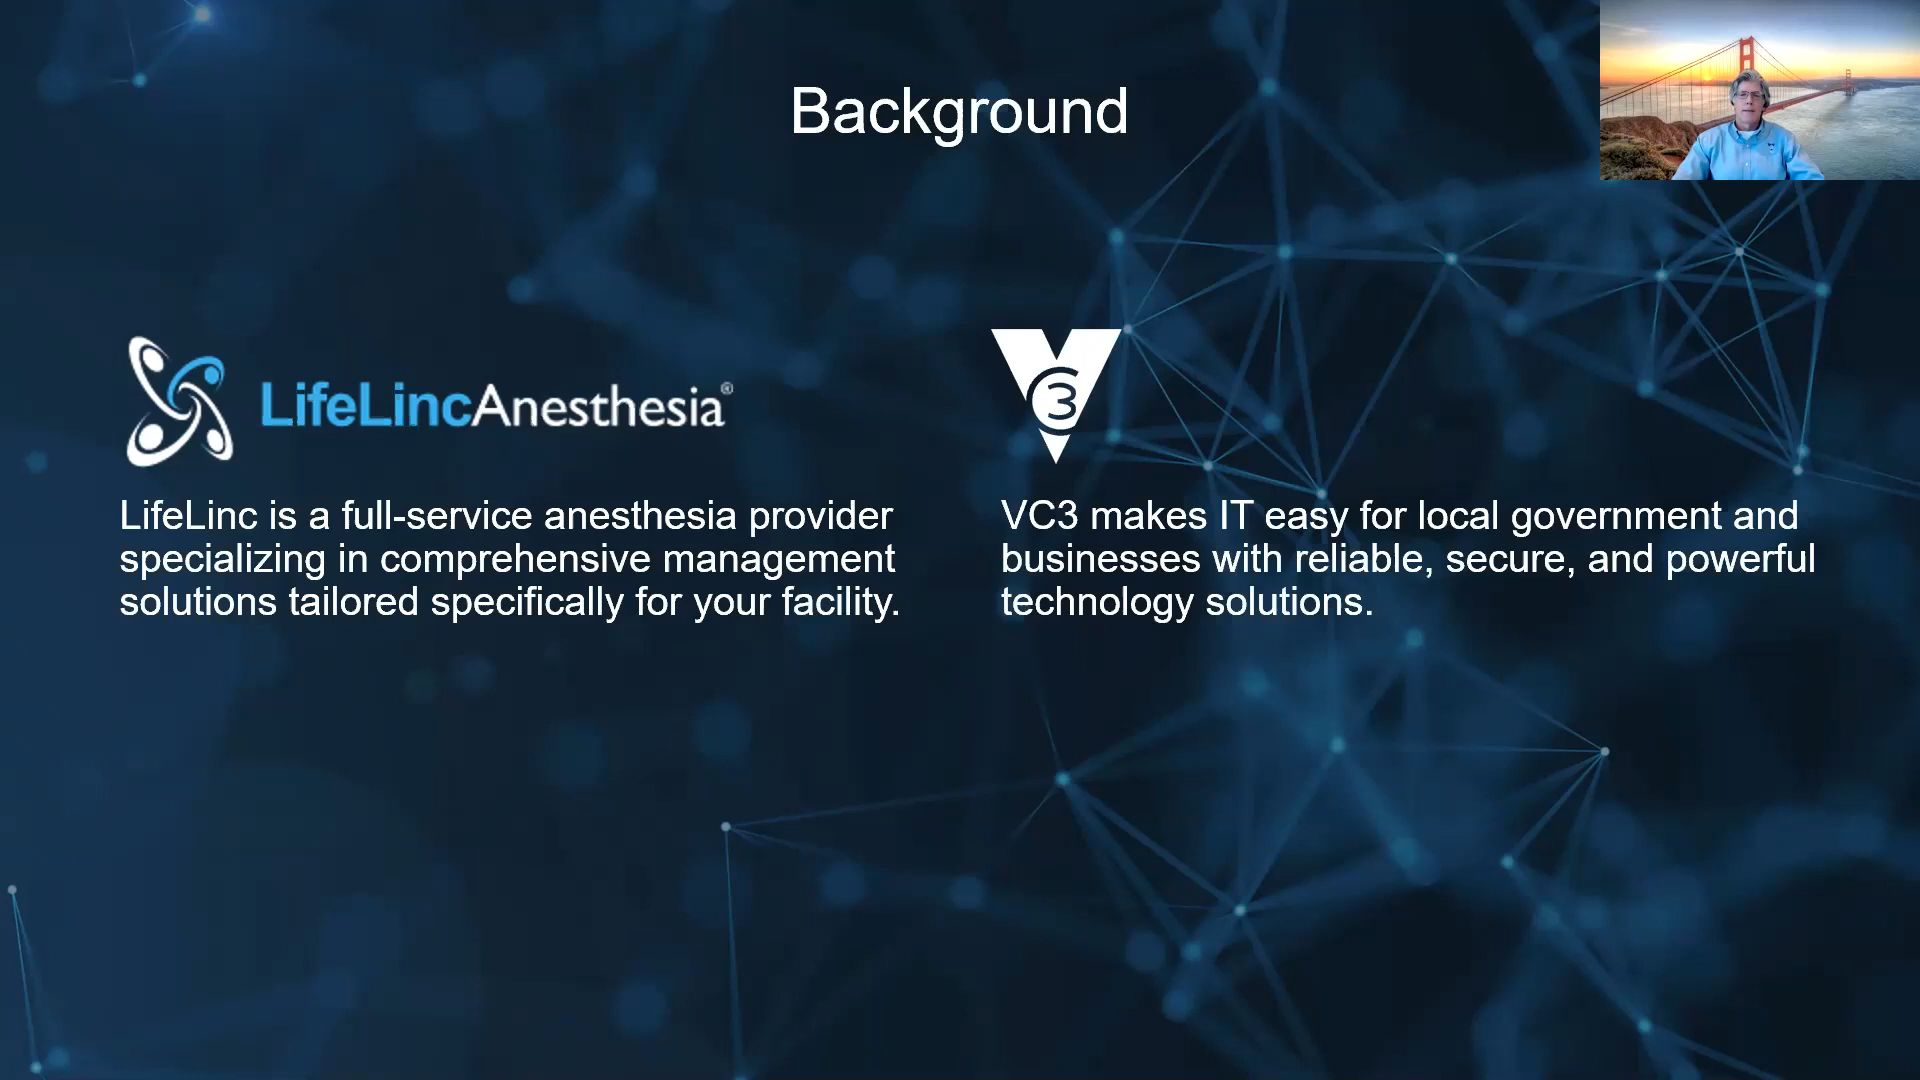 Background
LifeLincAnesthesia®
LifeLinc is a full-service anesthesia provider
specializing in comprehensive management
solutions tailored specifically for your facility.
VC3
VC3 makes IT easy for local government and
businesses with reliable, secure, and powerful
technology solutions.